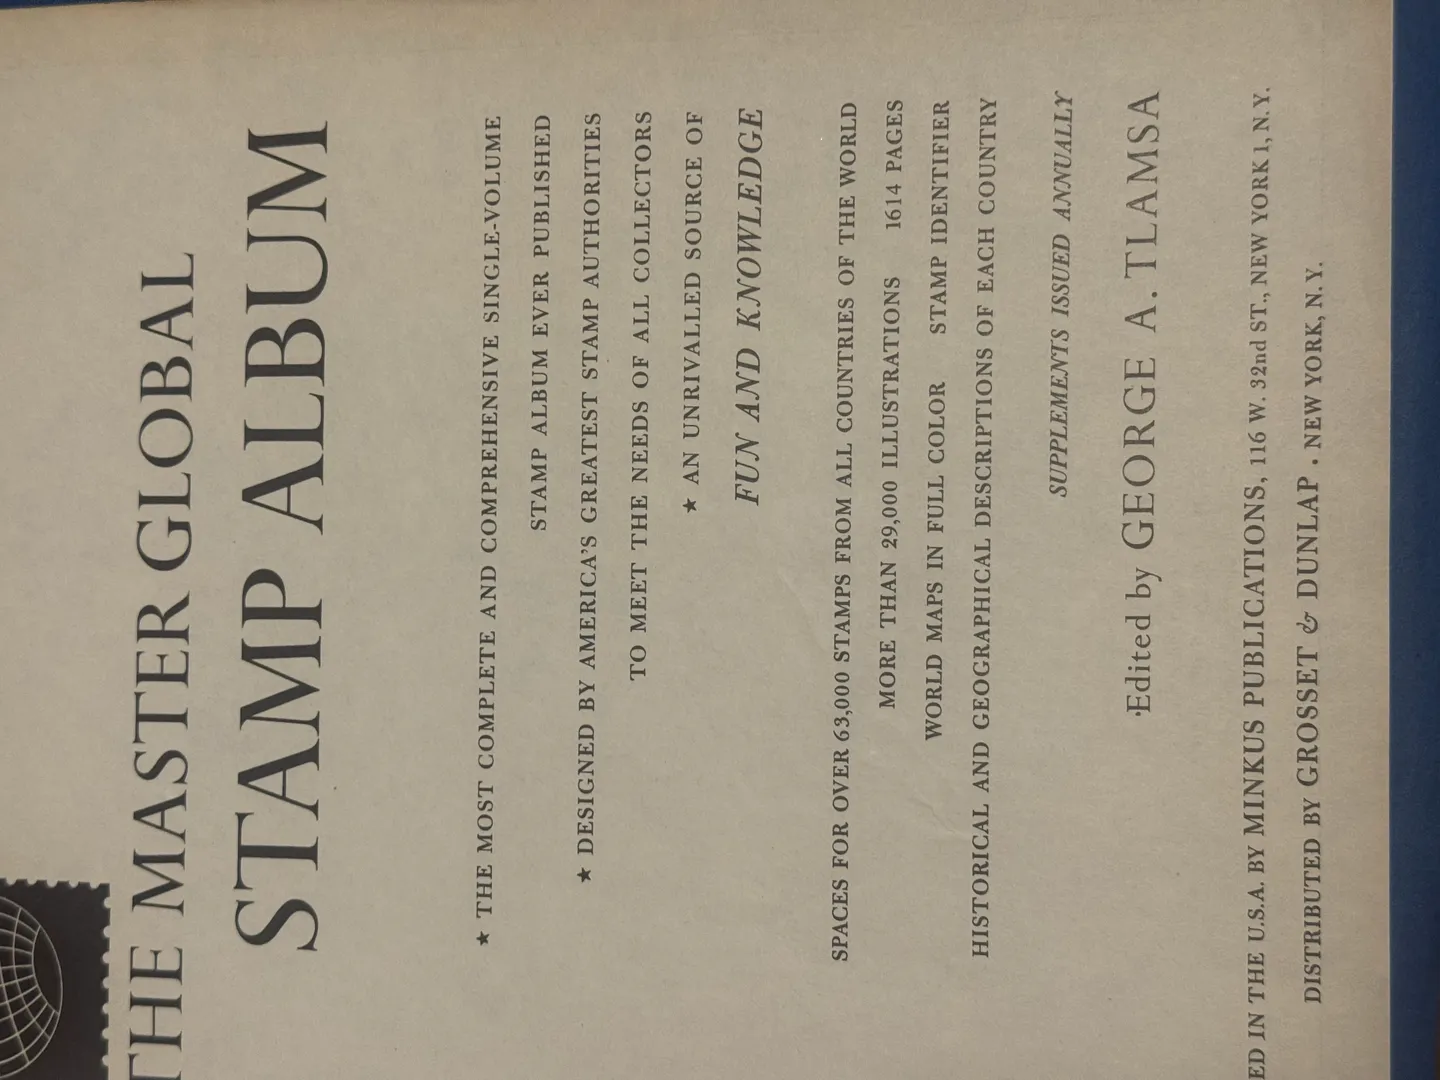 THE MASTER GLOBAL
STAMP ALBUM
★ THE MOST COMPLETE AND COMPREHENSIVE SINGLE-VOLUME
STAMP ALBUM EVER PUBLISHED
★ DESIGNED BY AMERICA'S GREATEST STAMP AUTHORITIES
TO MEET THE NEEDS OF ALL COLLECTORS
★ AN UNRIVALLED SOURCE OF
FUN AND KNOWLEDGE
SPACES FOR OVER 63,000 STAMPS FROM ALL COUNTRIES OF THE WORLD
MORE THAN 29,000 ILLUSTRATIONS 1614 PAGES
WORLD MAPS IN FULL COLOR STAMP IDENTIFIER
HISTORICAL AND GEOGRAPHICAL DESCRIPTIONS OF EACH COUNTRY
SUPPLEMENTS ISSUED ANNUALLY
Edited by GEORGE A. TLAMSA
ED IN THE U.S.A. BY MINKUS PUBLICATIONS, 116 W. 32nd ST., NEW YORK 1, N.Y.
DISTRIBUTED BY GROSSET & DUNLAP . NEW YORK, N.Y.